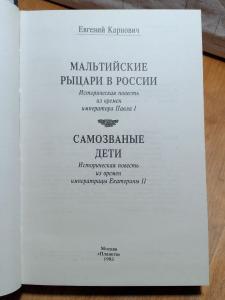 Евгений Карнович
МАЛЬТИЙСКИЕ
РЫЦАРИ В РОССИИ
Историческая повесть
из времен
императора Павла I
САМОЗВАНЫЕ
ДЕТИ
Историческая повесть
из времен
императрицы Екатерины II
Москва
«Планета»
1993